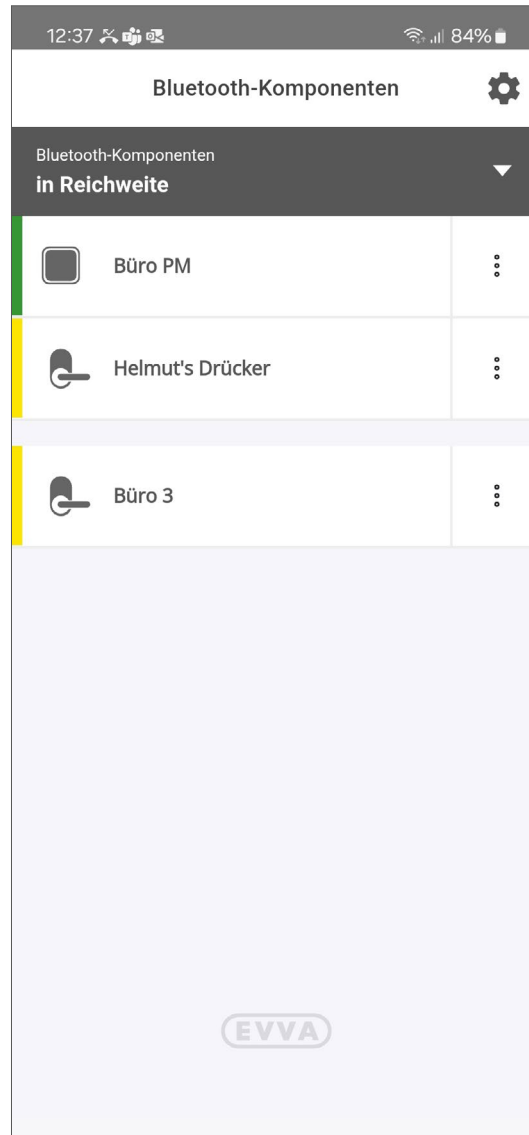 12:37
84%
Bluetooth-Komponenten
Bluetooth-Komponenten
in Reichweite
Büro PM
Helmut's Drücker
Büro 3
EVVA